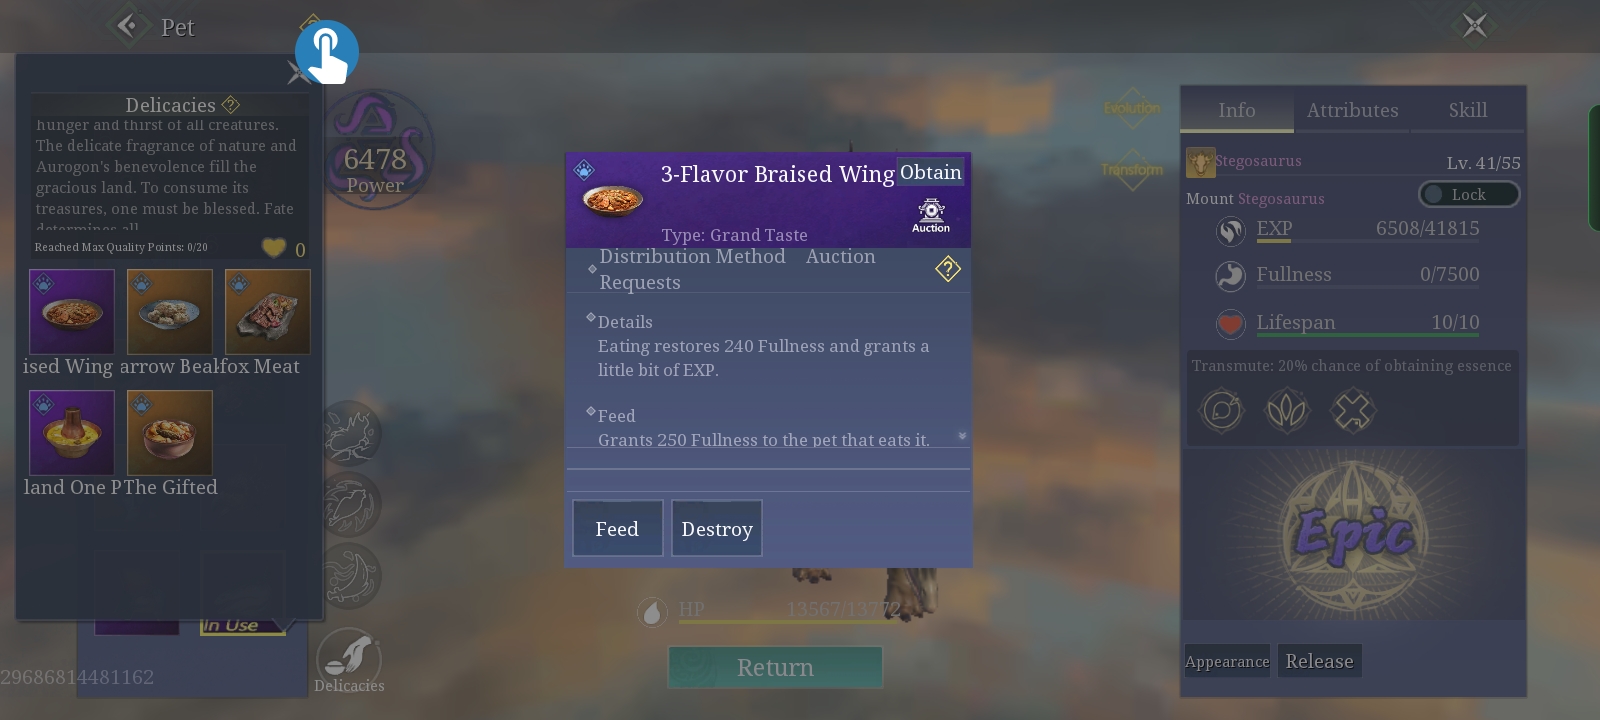 Pet
Delicacies
hunger and thirst of all creatures.
The delicate fragrance of nature and
Aurogon's benevolence fill the
gracious land. To consume its
treasures, one must be blessed. Fate
determines all
Reached Max Quality Points: 0/20
0
ised Wing
arrow Beak
fox Meat
land One P
The Gifted
In Use
29686814481162
6478
Power
Delicacies
3-Flavor Braised Wing
Obtain
Auction
Type: Grand Taste
Distribution Method Auction
Requests
?
Details
Eating restores 240 Fullness and grants a
little bit of EXP.
Feed
Grants 250 Fullness to the pet that eats it.
Feed
Destroy
HP 13567/13772
Return
Evolution
Transform
Info
Attributes
Skill
Stegosaurus
Lv. 41/55
Mount Stegosaurus
Lock
EXP 6508/41815
Fullness 0/7500
Lifespan 10/10
Transmute: 20% chance of obtaining essence
Epic
Appearance
Release